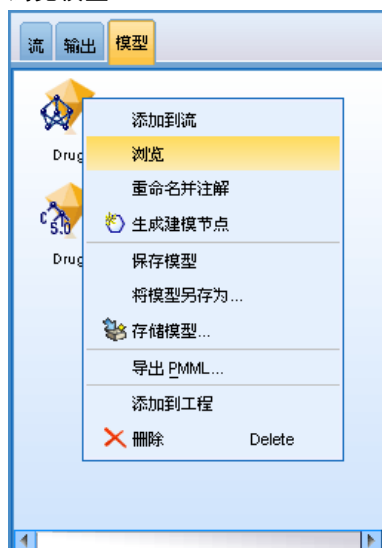 流 输出 模型
Drug
添加到流
浏览
重命名并注解
生成建模节点
C5.0
Drug
保存模型
将模型另存为...
存储模型...
导出 PMML...
添加到工程
删除 Delete